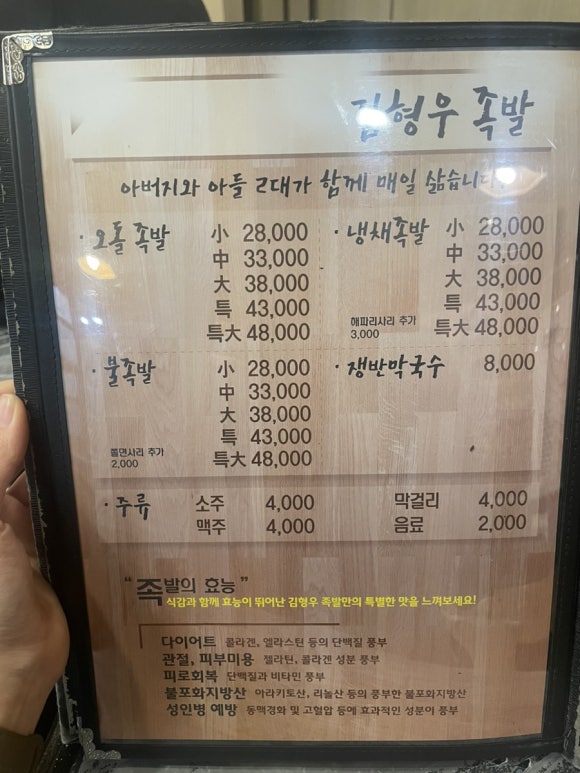 김형우 족발
아버지와 아들 2대가 함께 매일 삶습니다.
· 오돌 족발 小 28,000
中 33,000
大 38,000
特 43,000
特大 48,000
· 냉채족발 小 28,000
中 33,000
大 38,000
특 43,000
해파리사리 추가
3,000
특大 48,000
· 불족발 小 28,000
中 33,000
大 38,000
특 43,000
쫄면사리 추가
2,000
특大 48,000
· 쟁반막국수 8,000
· 주류 소주 4,000 막걸리 4,000
맥주 4,000 음료 2,000
“족발의 효능”
식감과 함께 효능이 뛰어난 김형우 족발만의 특별한 맛을 느껴보세요!
다이어트 콜라겐, 엘라스틴 등의 단백질 풍부
관절, 피부미용 젤라틴, 콜라겐 성분 풍부
피로회복 단백질과 비타민 풍부
불포화지방산 아라키토산, 리놀산 등의 풍부한 불포화지방산
성인병 예방 동맥경화 및 고혈압 등에 효과적인 성분이 풍부